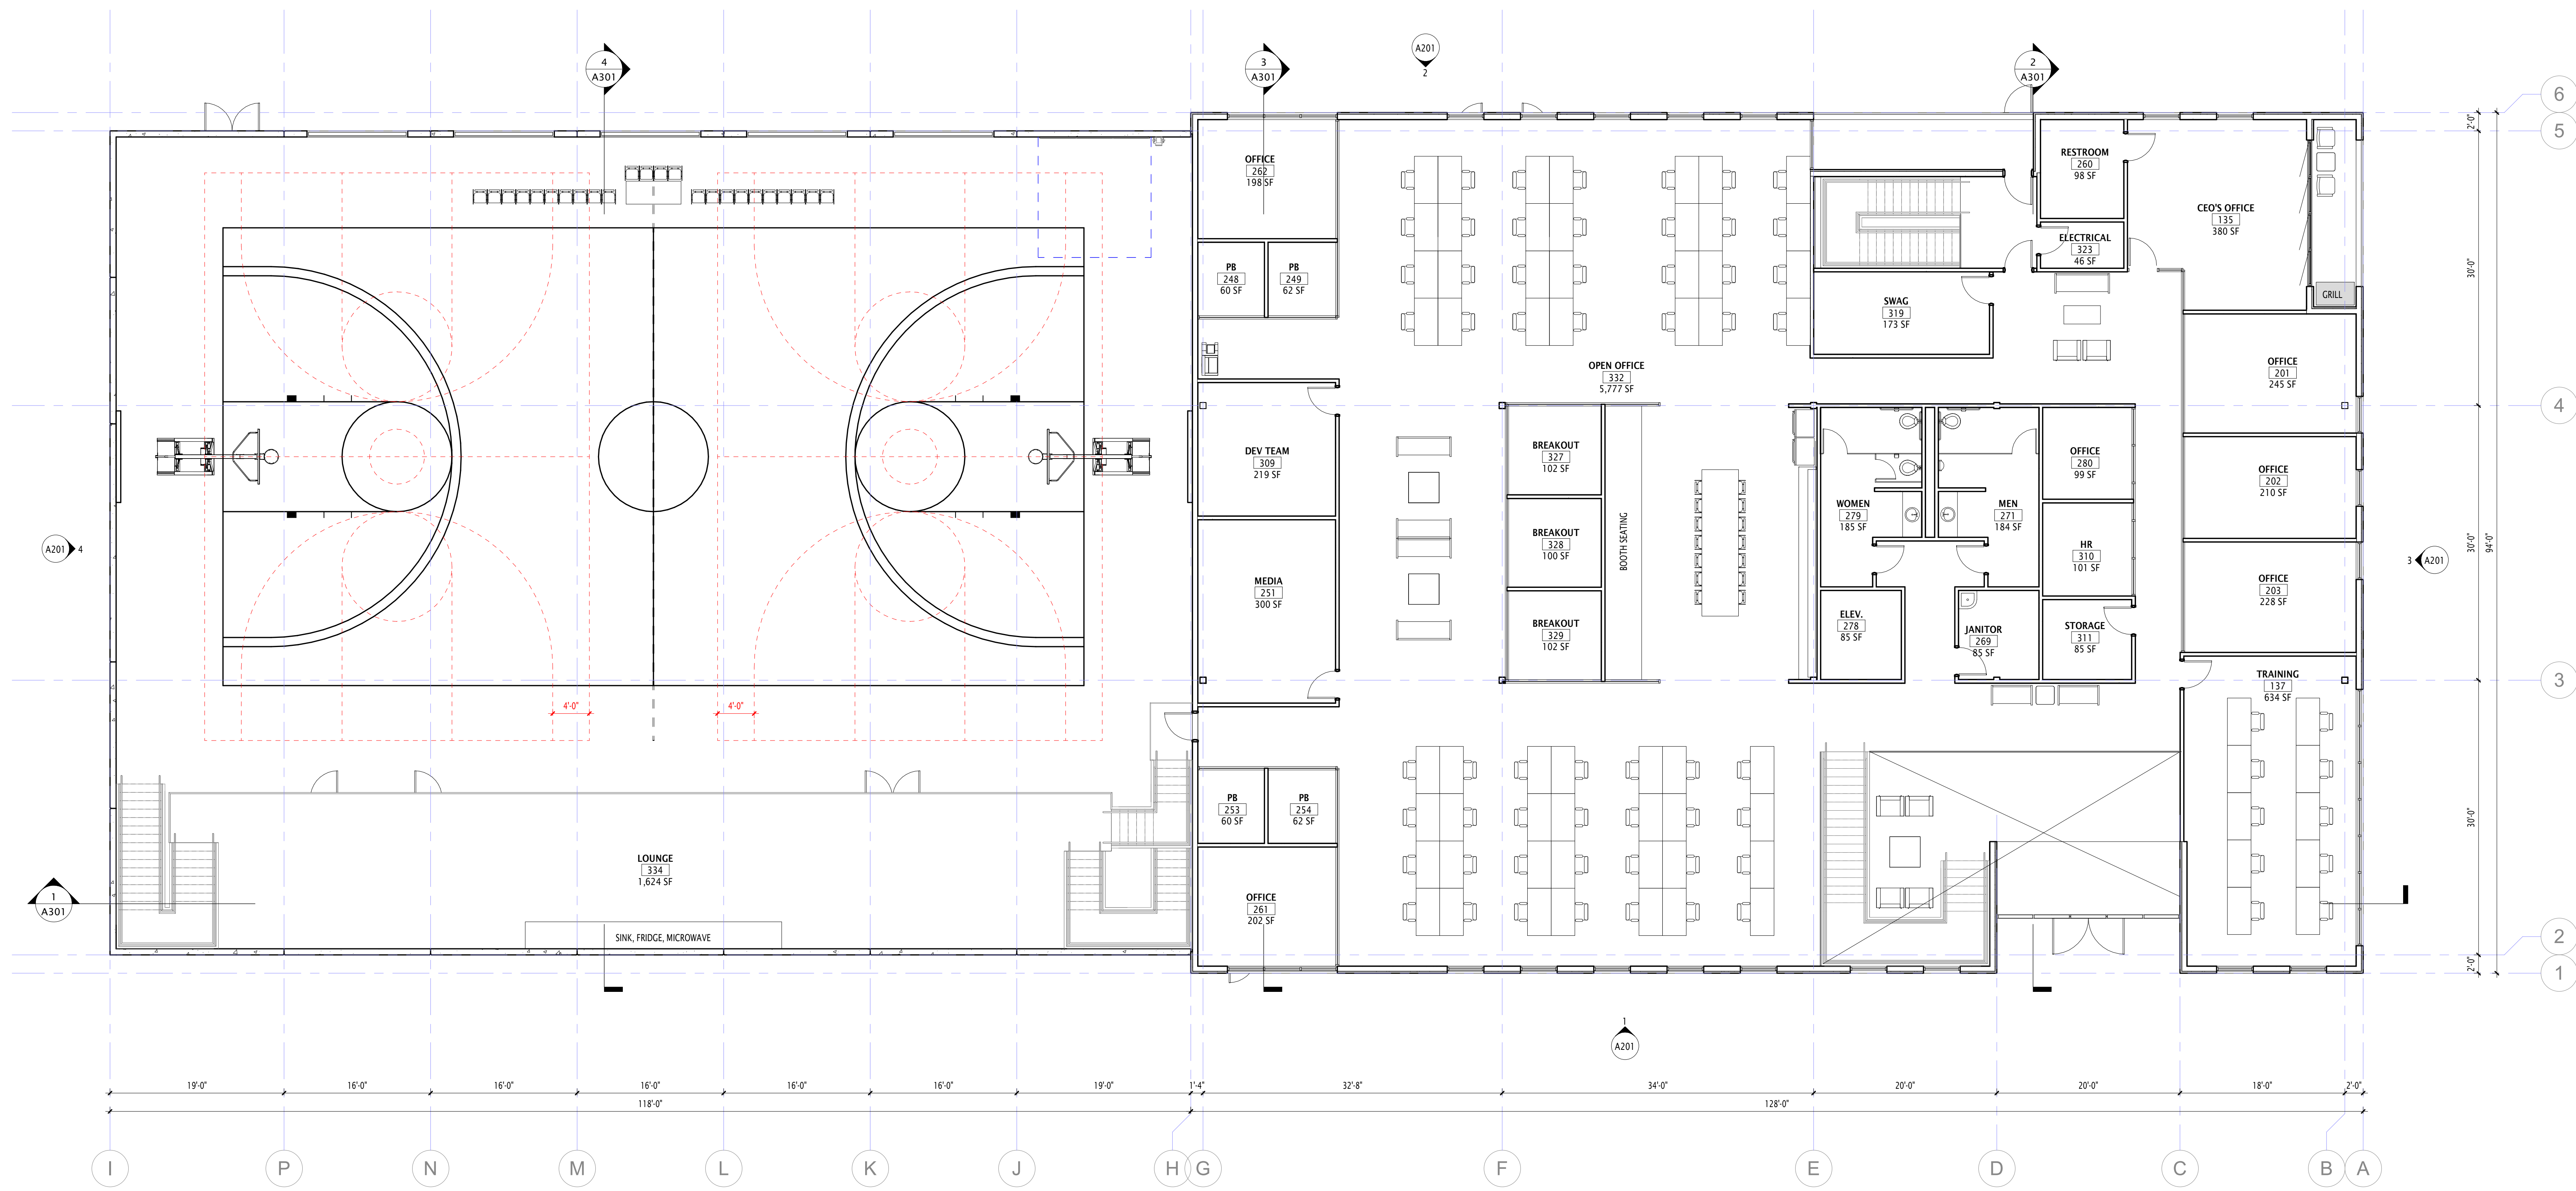 4
A301
3
A301
A201
2
2
A301
6
5
4
3
2
1
2'-0"
30'-0"
30'-0"
94'-0"
30'-0"
2'-0"
OFFICE
262
198 SF
PB
248
60 SF
PB
249
62 SF
RESTROOM
260
98 SF
ELECTRICAL
323
46 SF
CEO'S OFFICE
135
380 SF
GRILL
SWAG
319
173 SF
OPEN OFFICE
332
5,777 SF
OFFICE
201
245 SF
DEV TEAM
309
219 SF
BREAKOUT
327
102 SF
BREAKOUT
328
100 SF
BREAKOUT
329
102 SF
BOOTH SEATING
WOMEN
279
185 SF
MEN
271
184 SF
OFFICE
280
99 SF
HR
310
101 SF
OFFICE
202
210 SF
OFFICE
203
228 SF
MEDIA
251
300 SF
ELEV.
278
85 SF
JANITOR
269
85 SF
STORAGE
311
85 SF
TRAINING
137
634 SF
A201
4
3
A201
4'-0"
4'-0"
PB
253
60 SF
PB
254
62 SF
LOUNGE
334
1,624 SF
OFFICE
261
202 SF
SINK, FRIDGE, MICROWAVE
1
A301
1
A201
19'-0"
16'-0"
16'-0"
16'-0"
16'-0"
16'-0"
19'-0"
1'-4"
32'-8"
34'-0"
20'-0"
20'-0"
18'-0"
2'-0"
118'-0"
128'-0"
I
P
N
M
L
K
J
H
G
F
E
D
C
B
A